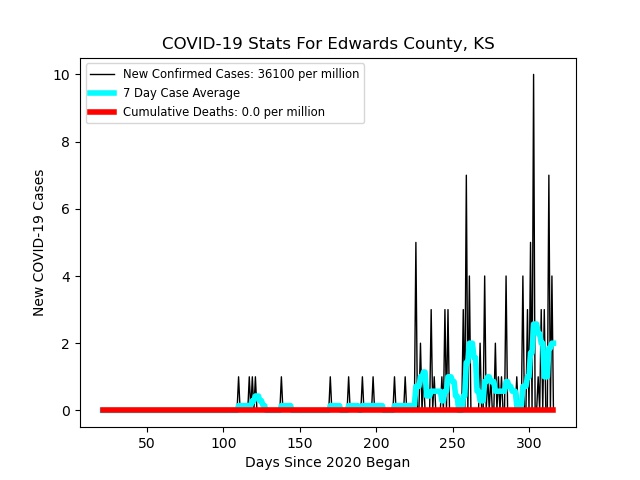 COVID-19 Stats For Edwards County, KS
New Confirmed Cases: 36100 per million
7 Day Case Average
Cumulative Deaths: 0.0 per million
New COVID-19 Cases
10
8
6
4
2
0
50 100 150 200 250 300
Days Since 2020 Began